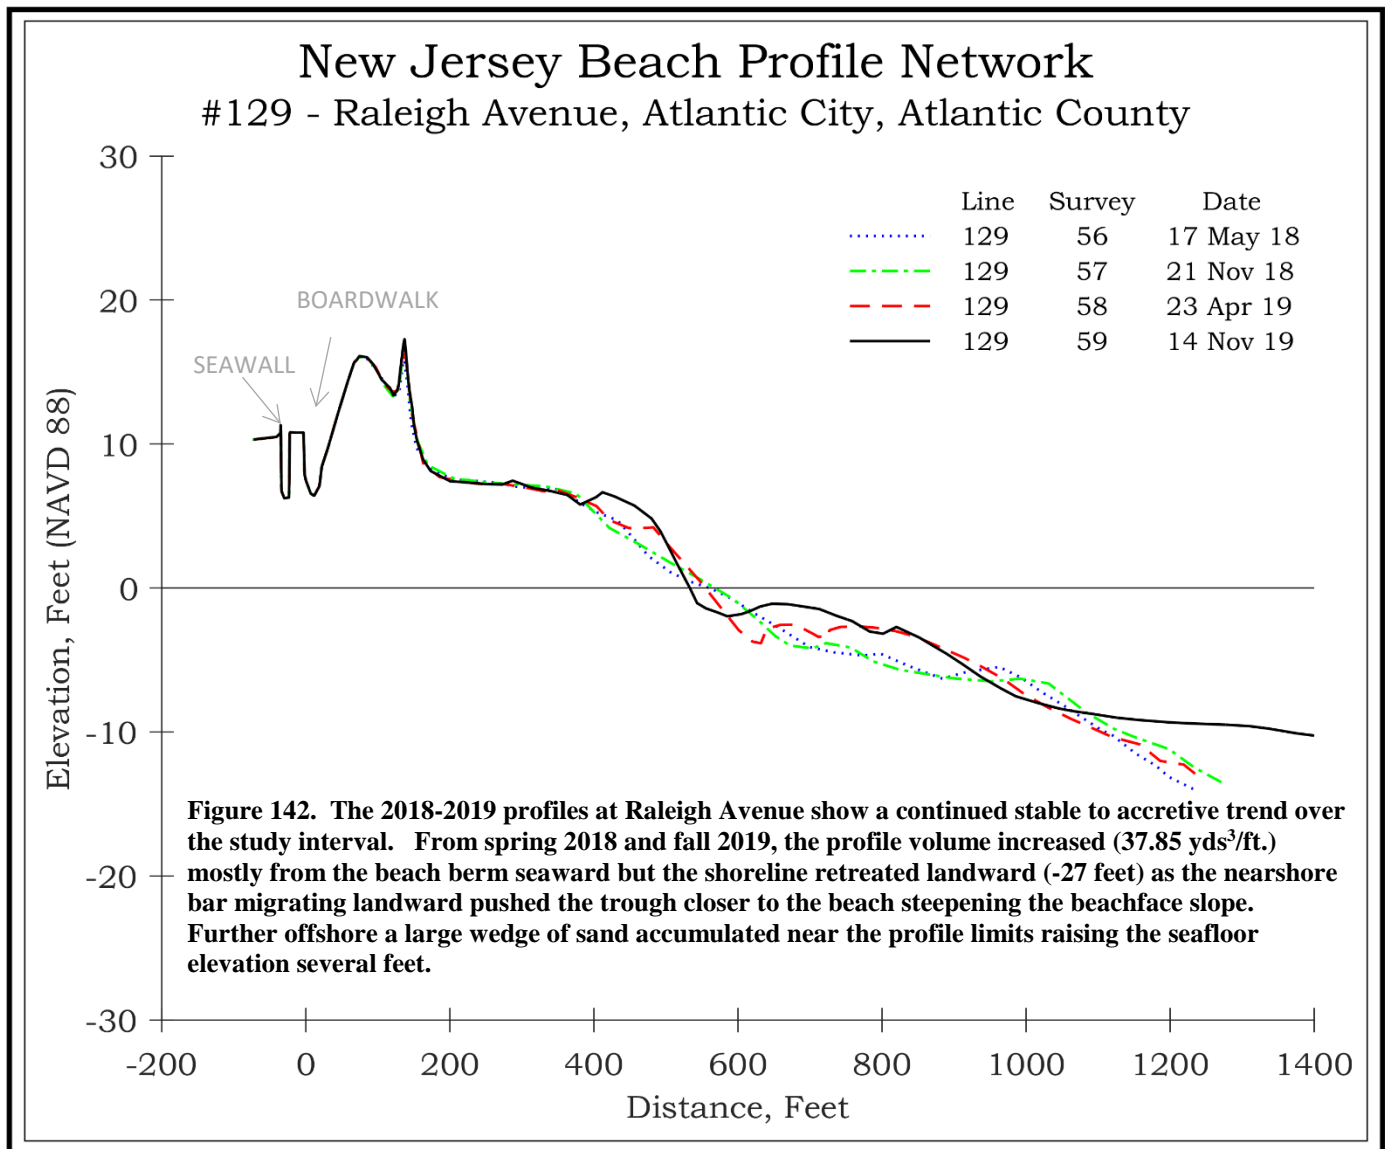 New Jersey Beach Profile Network
#129 - Raleigh Avenue, Atlantic City, Atlantic County
30
20
10
0
-10
-20
-30
Elevation, Feet (NAVD 88)
Line Survey Date
129 56 17 May 18
129 57 21 Nov 18
129 58 23 Apr 19
129 59 14 Nov 19
BOARDWALK
SEAWALL
Figure 142. The 2018-2019 profiles at Raleigh Avenue show a continued stable to accretive trend over
the study interval. From spring 2018 and fall 2019, the profile volume increased (37.85 yds³/ft.)
mostly from the beach berm seaward but the shoreline retreated landward (-27 feet) as the nearshore
bar migrating landward pushed the trough closer to the beach steepening the beachface slope.
Further offshore a large wedge of sand accumulated near the profile limits raising the seafloor
elevation several feet.
-200 0 200 400 600 800 1000 1200 1400
Distance, Feet